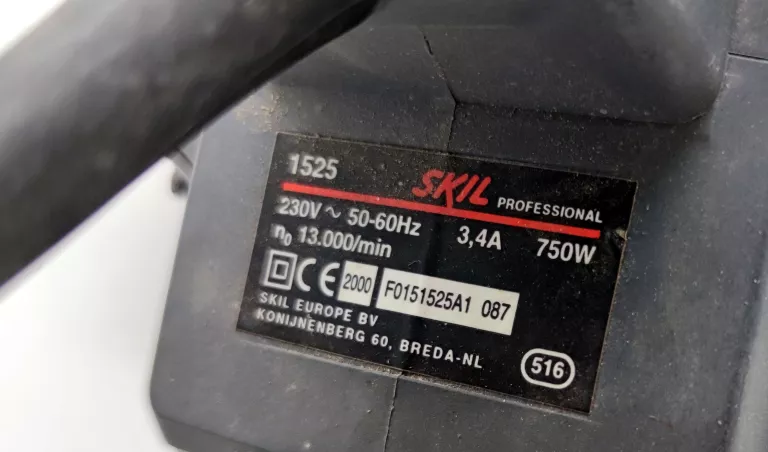 1525 SKIL PROFESSIONAL
230V ~ 50-60Hz 3,4A 750W
n0 13.000/min
CE 2000 F0151525A1 087
SKIL EUROPE BV
KONIJNENBERG 60, BREDA-NL
516